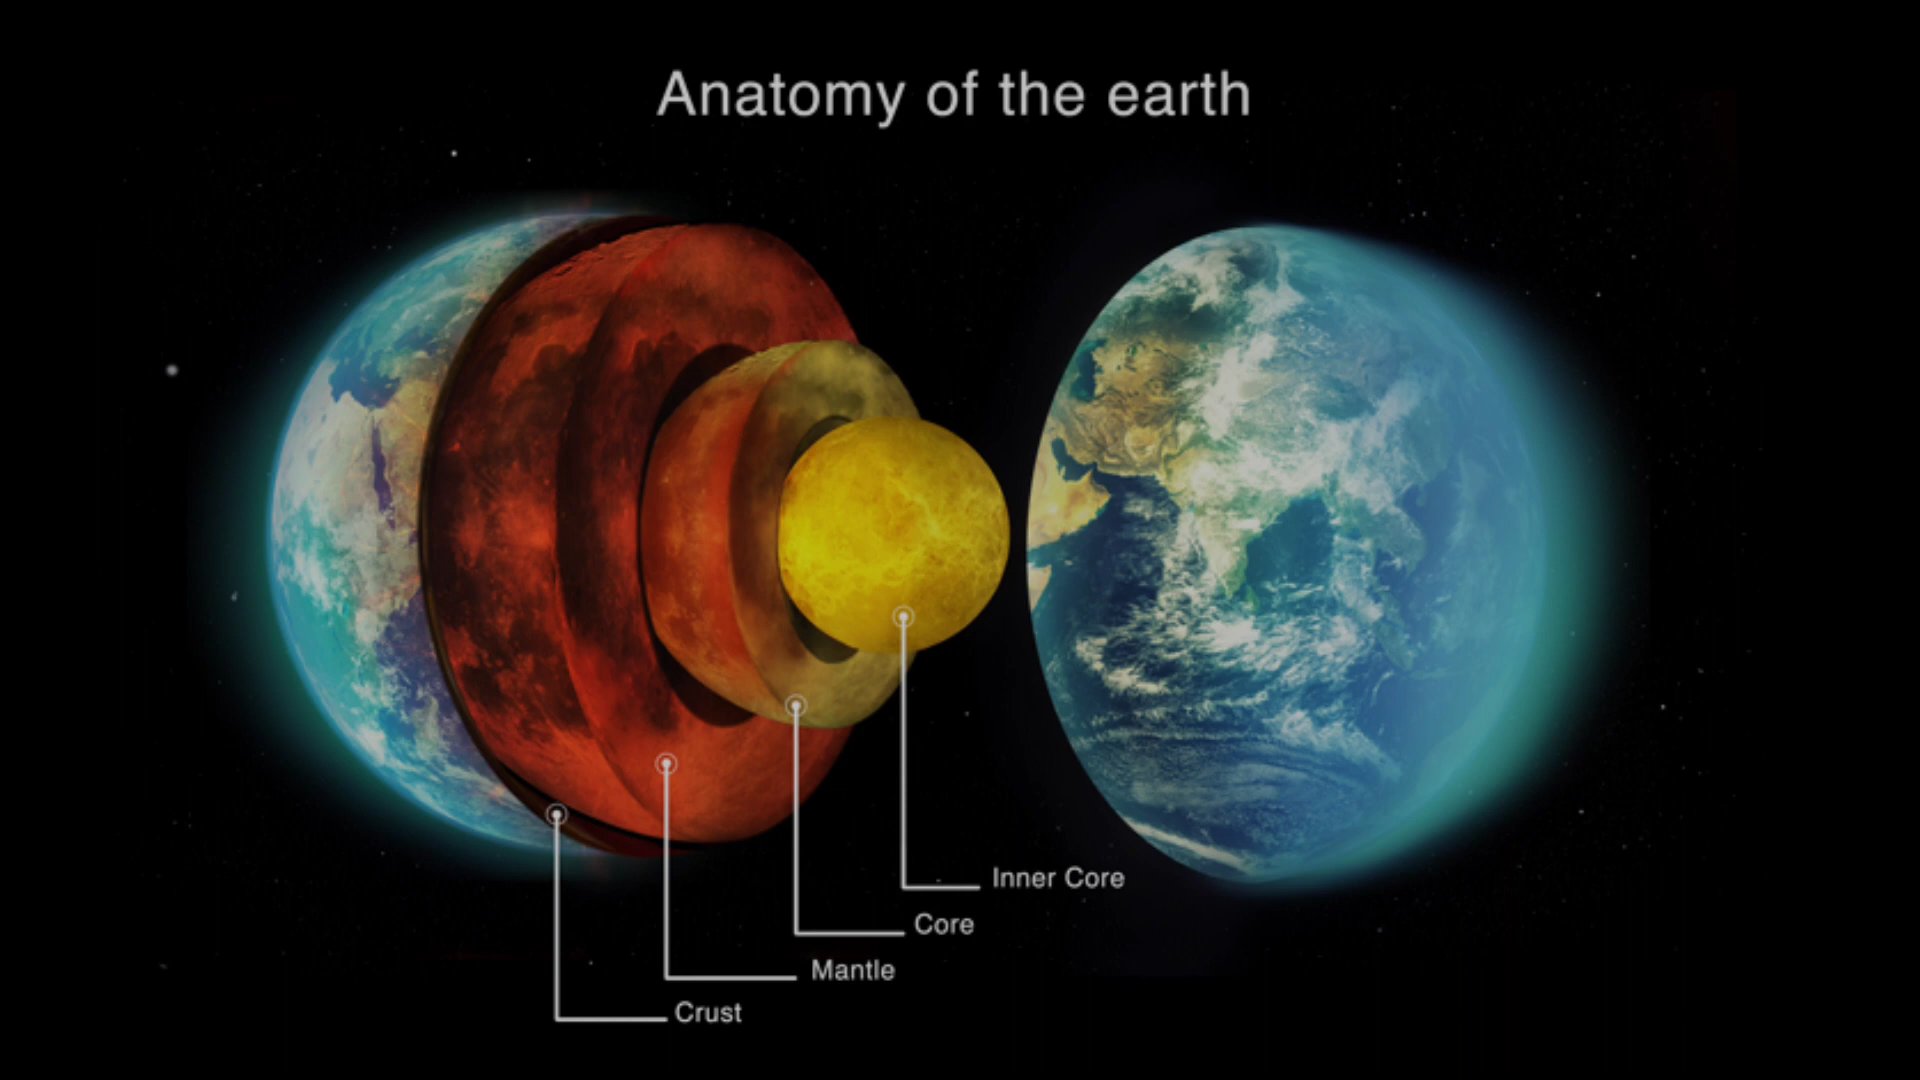 Anatomy of the earth
Inner Core
Core
Mantle
Crust